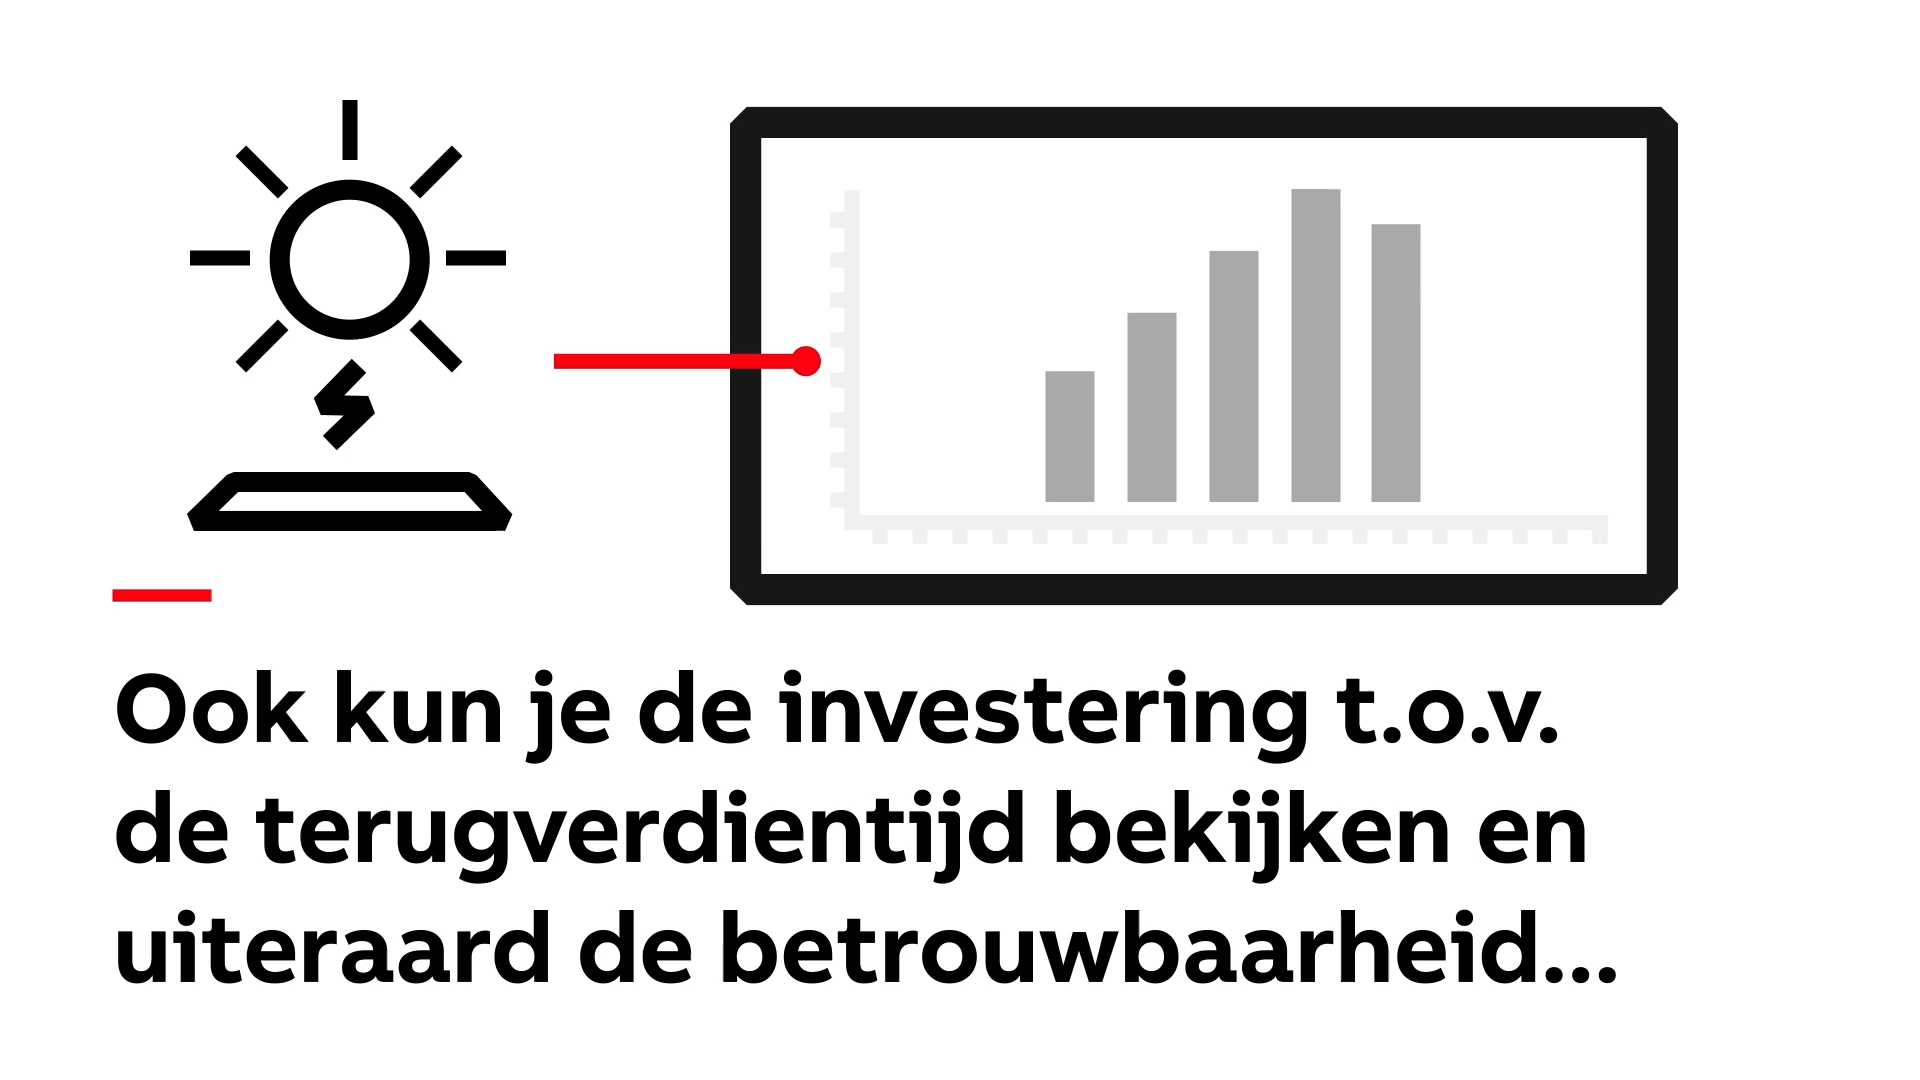 Ook kun je de investering t.o.v.
de terugverdientijd bekijken en
uiteraard de betrouwbaarheid...